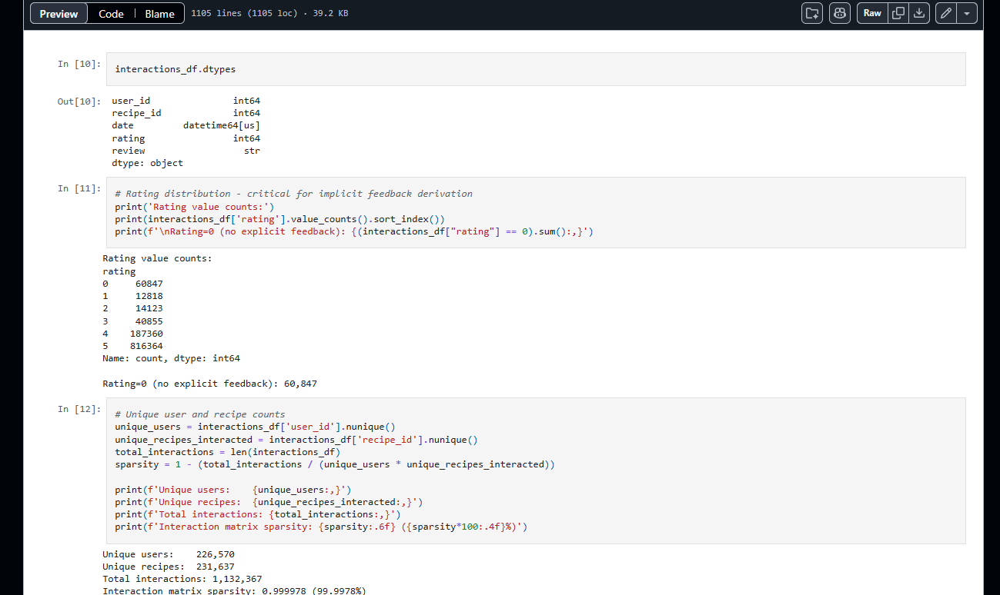 Preview Code Blame 1105 lines (1105 loc) · 39.2 KB Raw
In [10]: interactions_df.dtypes
Out[10]: user_id int64
recipe_id int64
date datetime64[us]
rating int64
review str
dtype: object
In [11]: # Rating distribution - critical for implicit feedback derivation
print('Rating value counts:')
print(interactions_df['rating'].value_counts().sort_index())
print(f'\nRating=0 (no explicit feedback): {(interactions_df["rating"] == 0).sum():,}')
Rating value counts:
rating
0 60847
1 12818
2 14123
3 40855
4 187360
5 816364
Name: count, dtype: int64
Rating=0 (no explicit feedback): 60,847
In [12]: # Unique user and recipe counts
unique_users = interactions_df['user_id'].nunique()
unique_recipes_interacted = interactions_df['recipe_id'].nunique()
total_interactions = len(interactions_df)
sparsity = 1 - (total_interactions / (unique_users * unique_recipes_interacted))
print(f'Unique users:    {unique_users:,}')
print(f'Unique recipes:  {unique_recipes_interacted:,}')
print(f'Total interactions: {total_interactions:,}')
print(f'Interaction matrix sparsity: {sparsity:.6f} ({sparsity*100:.4f}%)')
Unique users:    226,570
Unique recipes:  231,637
Total interactions: 1,132,367
Interaction matrix sparsity: 0.999978 (99.9978%)